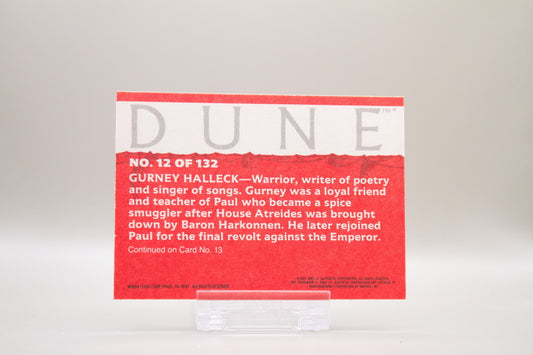 DUNE™
NO. 12 OF 132
GURNEY HALLECK—Warrior, writer of poetry
and singer of songs. Gurney was a loyal friend
and teacher of Paul who became a spice
smuggler after House Atreides was brought
down by Baron Harkonnen. He later rejoined
Paul for the final revolt against the Emperor.
Continued on Card No. 13